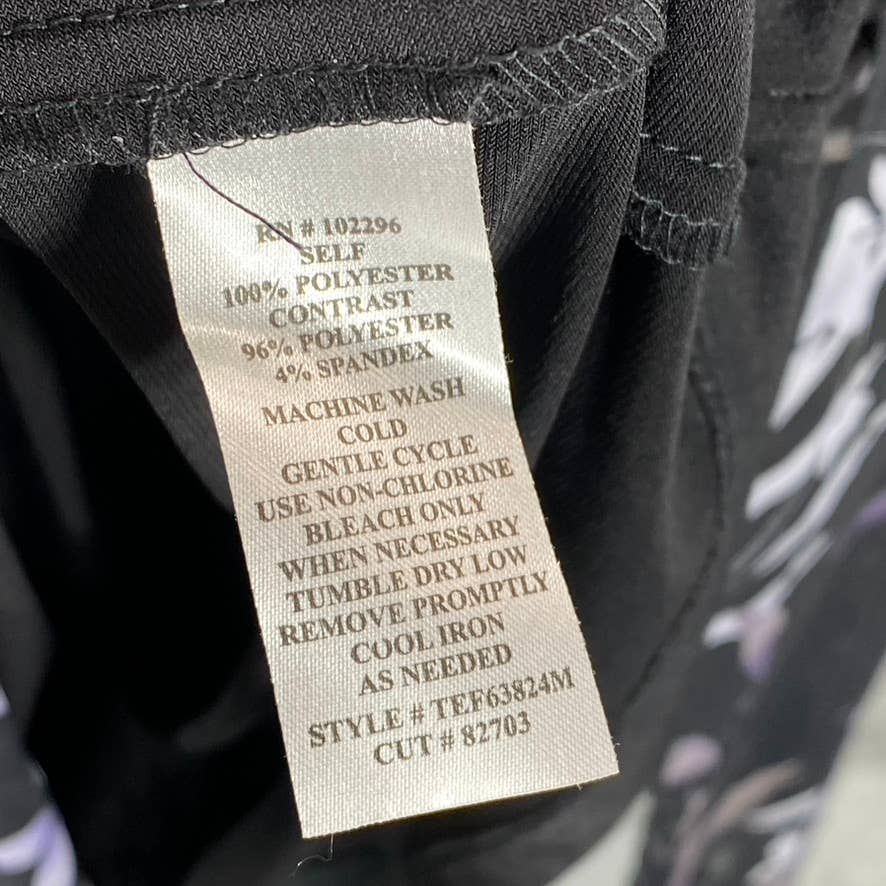 RN # 102296
SELF
100% POLYESTER
CONTRAST
96% POLYESTER
4% SPANDEX
MACHINE WASH
COLD
GENTLE CYCLE
USE NON-CHLORINE
BLEACH ONLY
WHEN NECESSARY
TUMBLE DRY LOW
REMOVE PROMPTLY
COOL IRON
AS NEEDED
STYLE # TEF63824M
CUT # 82703